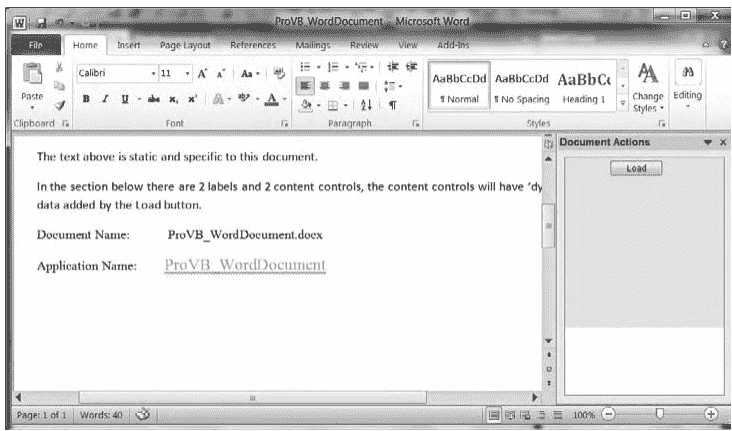 ProVB_WordDocument - Microsoft Word
File Home Insert Page Layout References Mailings Review View Add-Ins
Paste
Calibri 11 A A Aa
B I U abc x, x² A aby A
AaBbCcDd AaBbCcDd AaBbCc
¶ Normal ¶ No Spacing Heading 1
Change Styles
Editing
Clipboard Font Paragraph Styles
The text above is static and specific to this document.
In the section below there are 2 labels and 2 content controls, the content controls will have 'dy
data added by the Load button.
Document Name: ProVB_WordDocument.docx
Application Name: ProVB_WordDocument
Document Actions
Load
Page: 1 of 1 Words: 40 100%